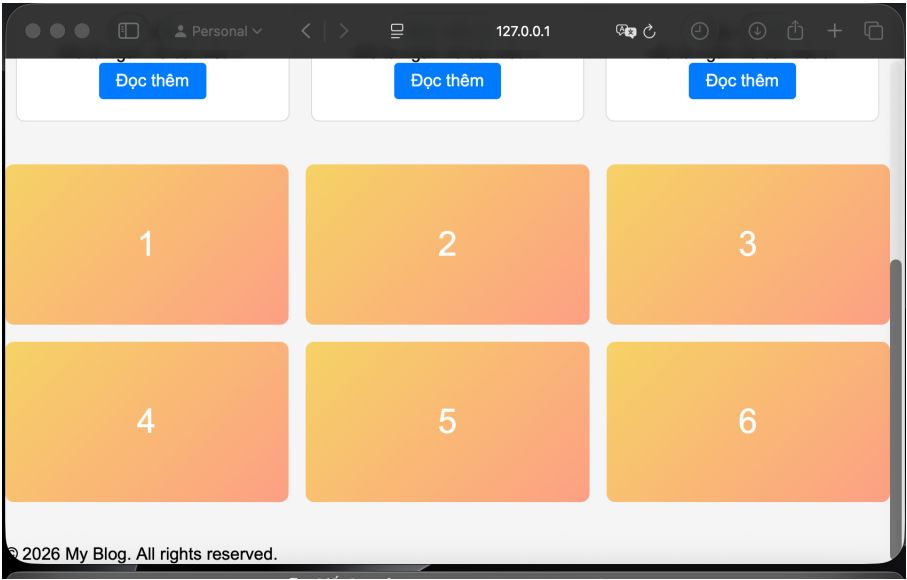 Personal
127.0.0.1
Đọc thêm Đọc thêm Đọc thêm
1 2 3
4 5 6
© 2026 My Blog. All rights reserved.